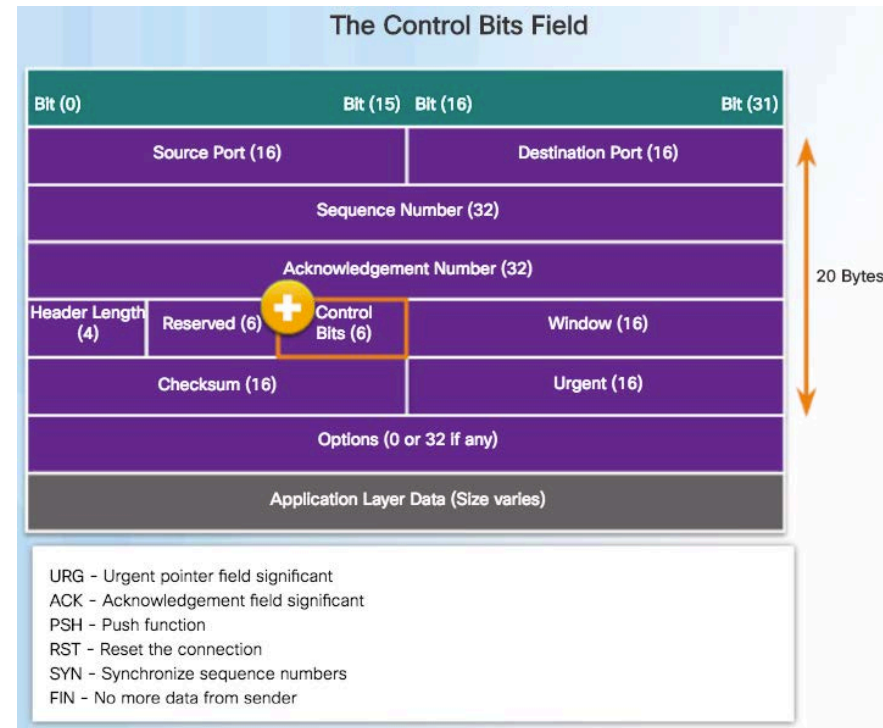 The Control Bits Field
Bit (0) Bit (15) Bit (16) Bit (31)
Source Port (16) Destination Port (16)
Sequence Number (32)
Acknowledgement Number (32)
20 Bytes
Header Length (4) Reserved (6) Control Bits (6) Window (16)
Checksum (16) Urgent (16)
Options (0 or 32 if any)
Application Layer Data (Size varies)
URG - Urgent pointer field significant
ACK - Acknowledgement field significant
PSH - Push function
RST - Reset the connection
SYN - Synchronize sequence numbers
FIN - No more data from sender